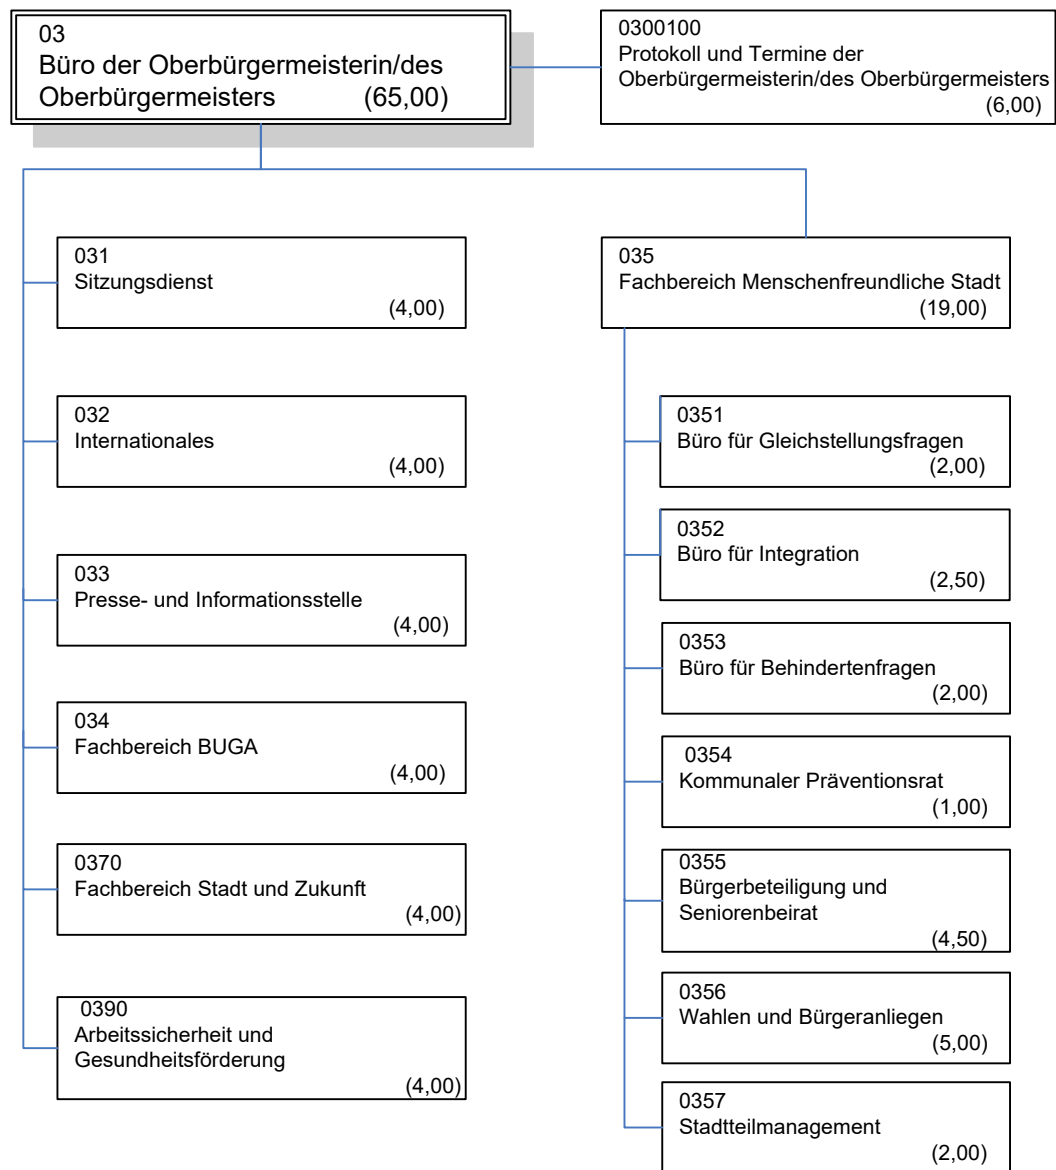 03
Büro der Oberbürgermeisterin/des
Oberbürgermeisters (65,00)
0300100
Protokoll und Termine der
Oberbürgermeisterin/des Oberbürgermeisters
(6,00)
031
Sitzungsdienst
(4,00)
032
Internationales
(4,00)
033
Presse- und Informationsstelle
(4,00)
034
Fachbereich BUGA
(4,00)
0370
Fachbereich Stadt und Zukunft
(4,00)
0390
Arbeitssicherheit und
Gesundheitsförderung
(4,00)
035
Fachbereich Menschenfreundliche Stadt
(19,00)
0351
Büro für Gleichstellungsfragen
(2,00)
0352
Büro für Integration
(2,50)
0353
Büro für Behindertenfragen
(2,00)
0354
Kommunaler Präventionsrat
(1,00)
0355
Bürgerbeteiligung und
Seniorenbeirat
(4,50)
0356
Wahlen und Bürgeranliegen
(5,00)
0357
Stadtteilmanagement
(2,00)